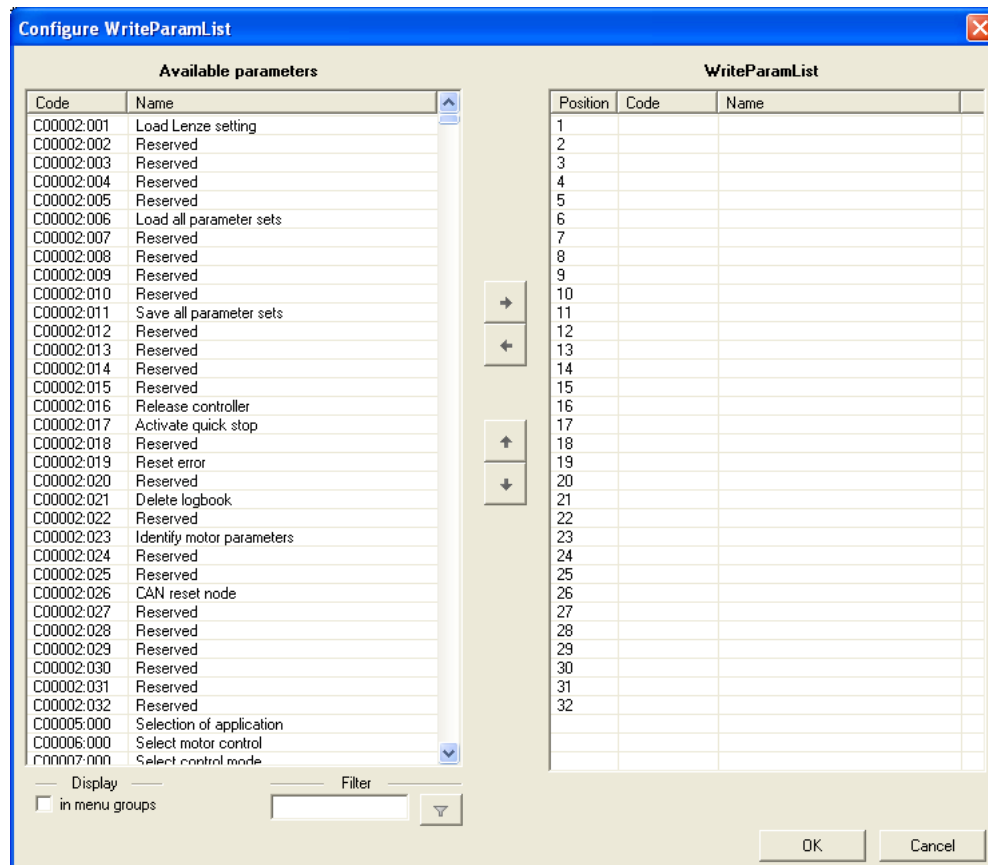 Configure WriteParamList
Available parameters
Code Name
C00002:001 Load Lenze setting
C00002:002 Reserved
C00002:003 Reserved
C00002:004 Reserved
C00002:005 Reserved
C00002:006 Load all parameter sets
C00002:007 Reserved
C00002:008 Reserved
C00002:009 Reserved
C00002:010 Reserved
C00002:011 Save all parameter sets
C00002:012 Reserved
C00002:013 Reserved
C00002:014 Reserved
C00002:015 Reserved
C00002:016 Release controller
C00002:017 Activate quick stop
C00002:018 Reserved
C00002:019 Reset error
C00002:020 Reserved
C00002:021 Delete logbook
C00002:022 Reserved
C00002:023 Identify motor parameters
C00002:024 Reserved
C00002:025 Reserved
C00002:026 CAN reset node
C00002:027 Reserved
C00002:028 Reserved
C00002:029 Reserved
C00002:030 Reserved
C00002:031 Reserved
C00002:032 Reserved
C00005:000 Selection of application
C00006:000 Select motor control
C00007:000 Select control mode
Display
in menu groups
Filter
WriteParamList
Position Code Name
1
2
3
4
5
6
7
8
9
10
11
12
13
14
15
16
17
18
19
20
21
22
23
24
25
26
27
28
29
30
31
32
OK Cancel